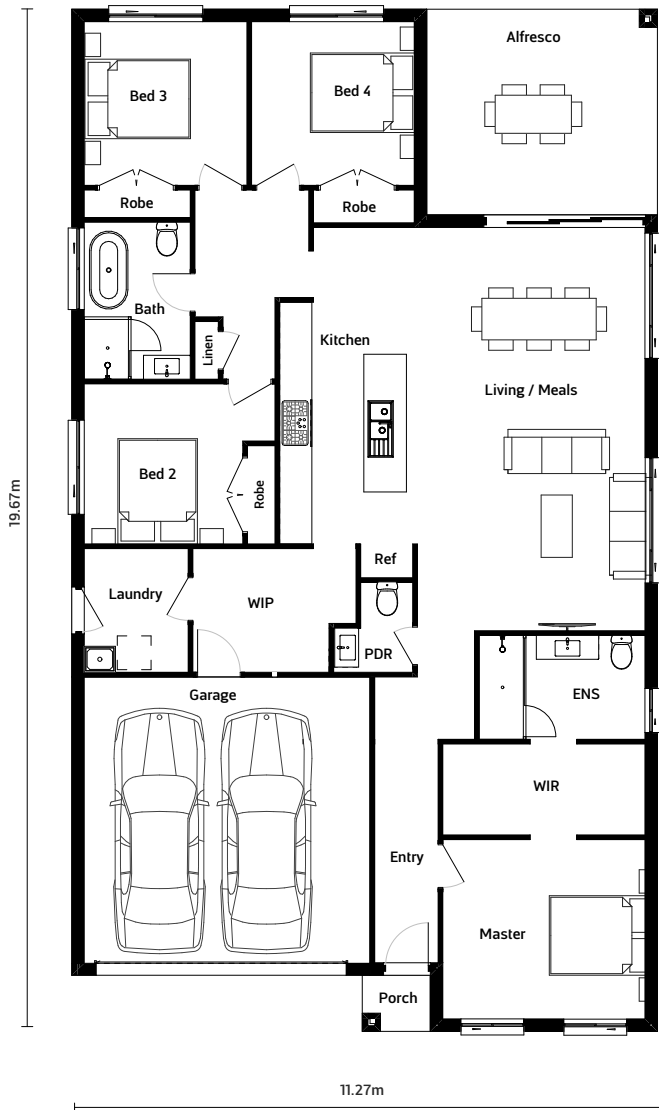 Alfresco
Bed 3
Bed 4
Robe
Robe
Bath
Linen
Kitchen
Living / Meals
Bed 2
Robe
19.67m
Ref
Laundry
WIP
PDR
Garage
ENS
WIR
Entry
Master
Porch
11.27m